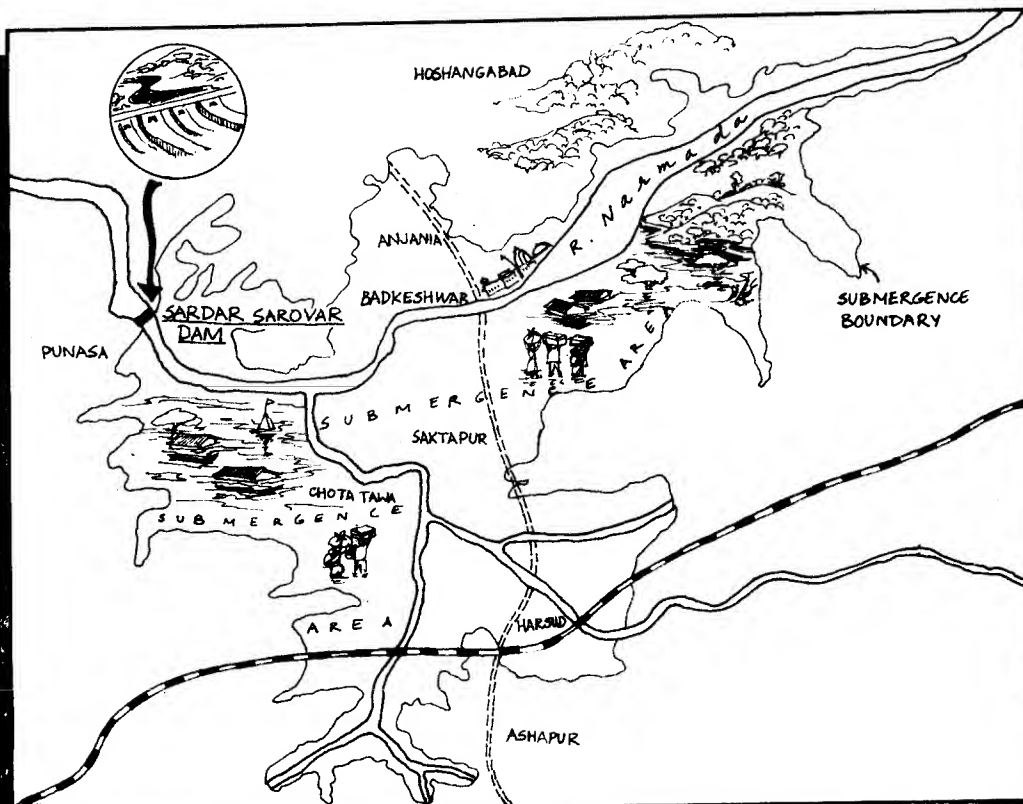 HOSHANGABAD
R. Narmada
ANJANIA
BADKESHWAR
SUBMERGENCE
BOUNDARY
SARDAR SAROVAR
DAM
PUNASA
SUBMERGENCE AREA
SAKTAPUR
CHOTA TAWA
SUBMERGENCE
AREA
HARSUD
ASHAPUR